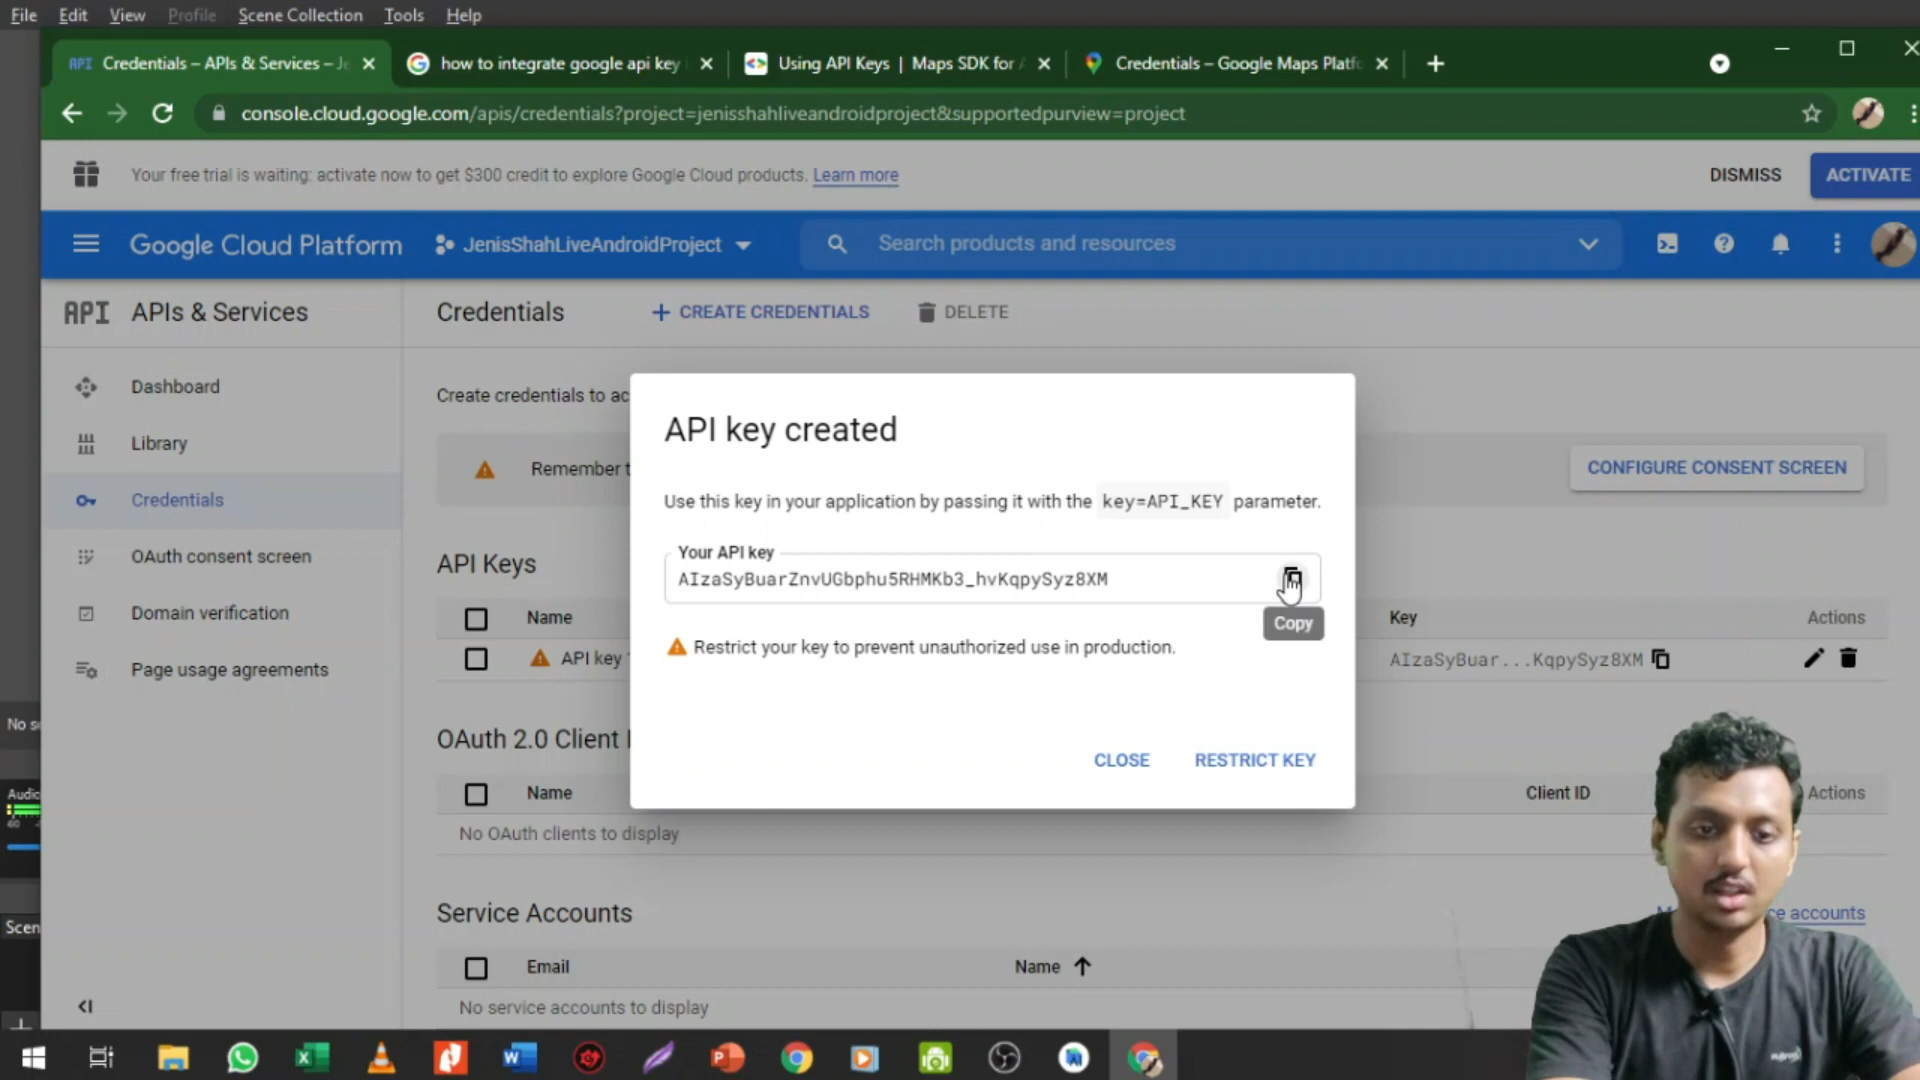 File Edit View Profile Scene Collection Tools Help
API Credentials – APIs & Services – Je
how to integrate google api key i
Using API Keys | Maps SDK for A
Credentials – Google Maps Platfo
console.cloud.google.com/apis/credentials?project=jenisshahliveandroidproject&supportedpurview=project
Your free trial is waiting: activate now to get $300 credit to explore Google Cloud products. Learn more
DISMISS
ACTIVATE
Google Cloud Platform
JenisShahLiveAndroidProject
Search products and resources
API APIs & Services
Credentials
+ CREATE CREDENTIALS
DELETE
Dashboard
Library
Credentials
OAuth consent screen
Domain verification
Page usage agreements
Create credentials to ac
Remember t
CONFIGURE CONSENT SCREEN
API Keys
Name
Key
Actions
API key
AIzaSyBuar...KqpySyz8XM
OAuth 2.0 Client I
Name
Client ID
Actions
No OAuth clients to display
Service Accounts
ce accounts
Email
Name
No service accounts to display
API key created
Use this key in your application by passing it with the key=API_KEY parameter.
Your API key
AIzaSyBuarZnvUGbphu5RHMKb3_hvKqpySyz8XM
Copy
Restrict your key to prevent unauthorized use in production.
CLOSE
RESTRICT KEY
No s
Audio
Scen